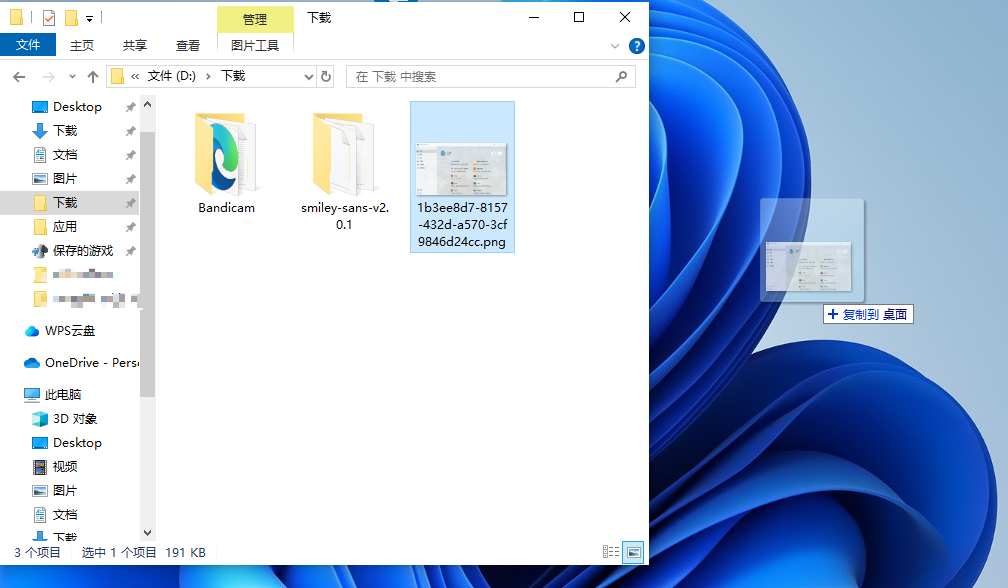 管理
下载
文件
主页
共享
查看
图片工具
?
« 文件 (D:) › 下载
在 下载 中搜索
Desktop
下载
文档
图片
下载
应用
保存的游戏
WPS云盘
OneDrive - Perso
此电脑
3D 对象
Desktop
视频
图片
文档
下载
Bandicam
smiley-sans-v2.
0.1
1b3ee8d7-8157
-432d-a570-3cf
9846d24cc.png
+ 复制到 桌面
3 个项目
选中 1 个项目 191 KB